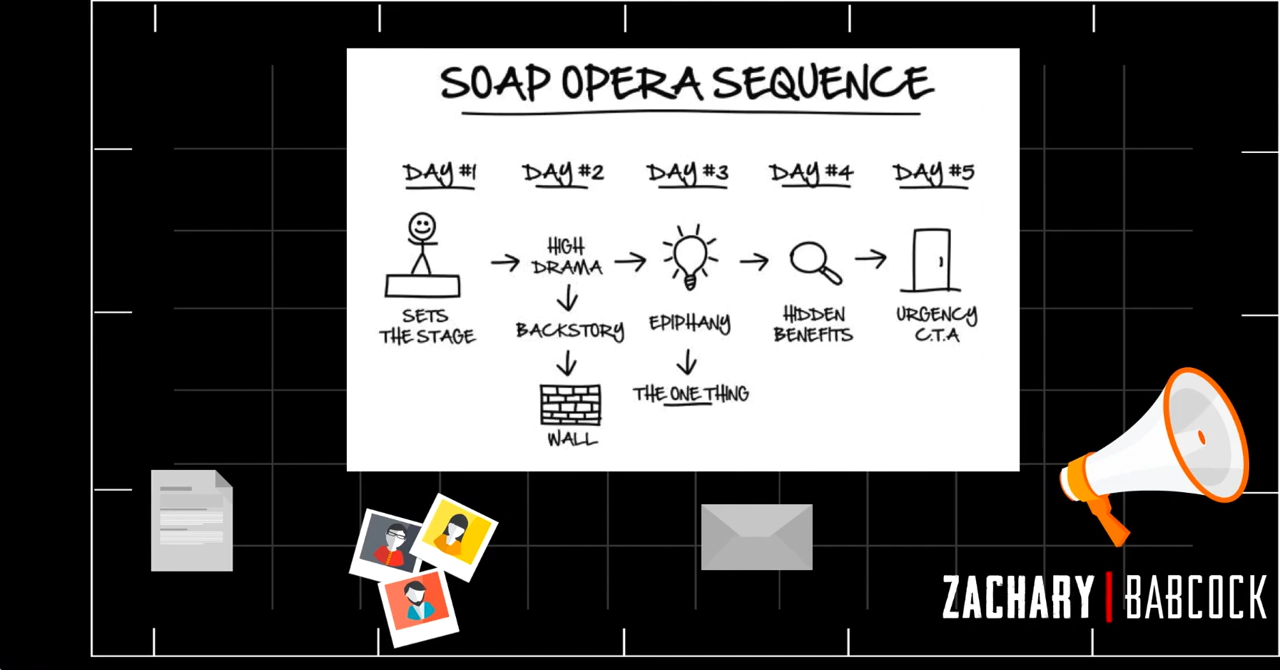 SOAP OPERA SEQUENCE
DAY #1
DAY #2
DAY #3
DAY #4
DAY #5
SETS
THE STAGE
HIGH
DRAMA
BACKSTORY
WALL
EPIPHANY
THE ONE THING
HIDDEN
BENEFITS
URGENCY
C.T.A
ZACHARY | BABCOCK